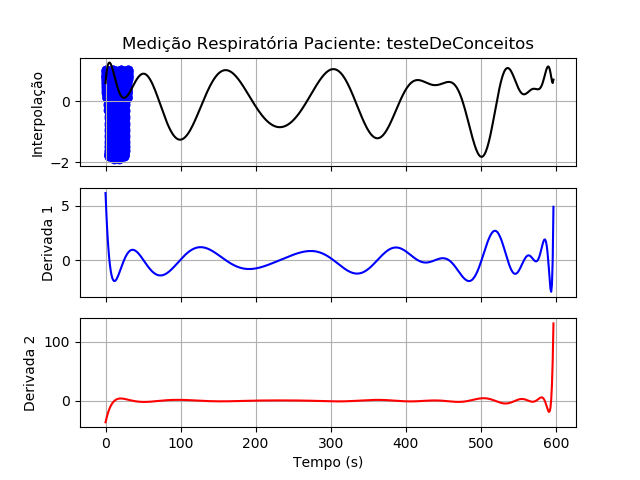 Medição Respiratória Paciente: testeDeConceitos
Interpolação
0
−2
Derivada 1
5
0
Derivada 2
100
0
0 100 200 300 400 500 600
Tempo (s)